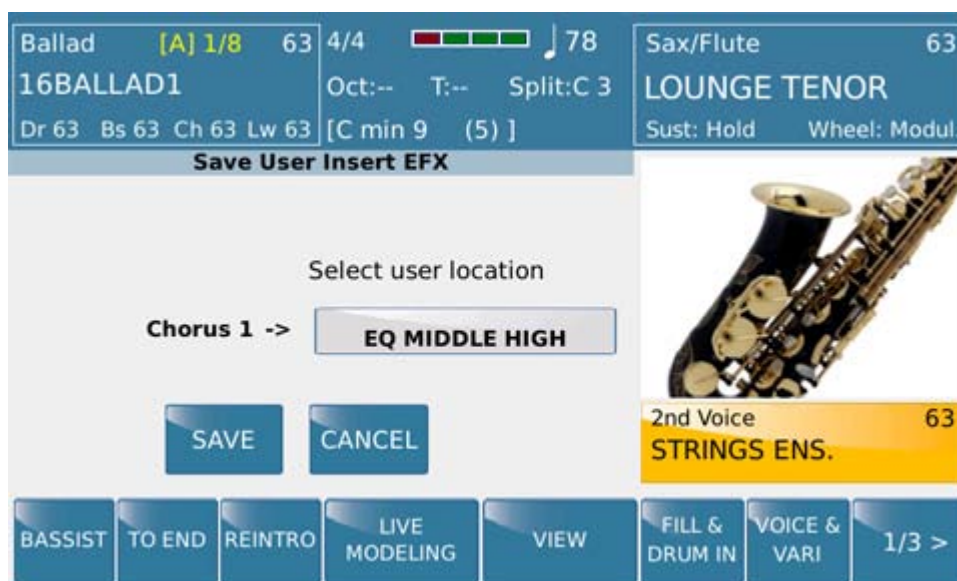 Ballad [A] 1/8 63
16BALLAD1
Dr 63 Bs 63 Ch 63 Lw 63
4/4 78
Oct:-- T:-- Split:C 3
[C min 9 (5) ]
Sax/Flute 63
LOUNGE TENOR
Sust: Hold Wheel: Modul.
Save User Insert EFX
Select user location
Chorus 1 -> EQ MIDDLE HIGH
SAVE CANCEL
2nd Voice 63
STRINGS ENS.
BASSIST TO END REINTRO LIVE MODELING VIEW FILL & DRUM IN VOICE & VARI 1/3 >